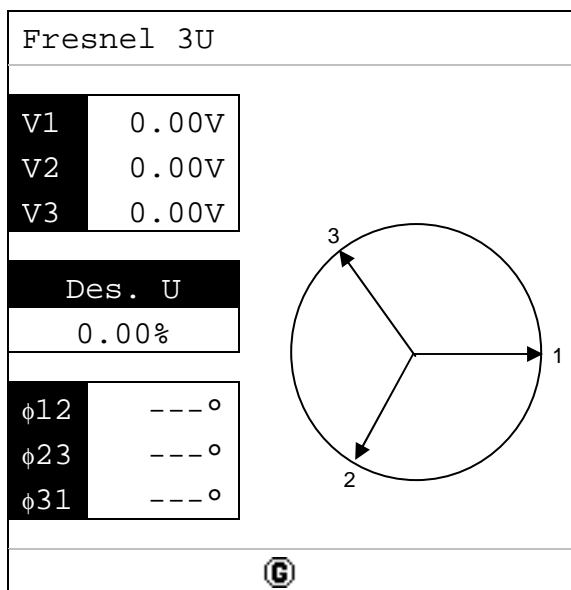 Fresnel 3U
V1 0.00V
V2 0.00V
V3 0.00V
Des. U
0.00%
ϕ12 ---°
ϕ23 ---°
ϕ31 ---°
3
1
2
G